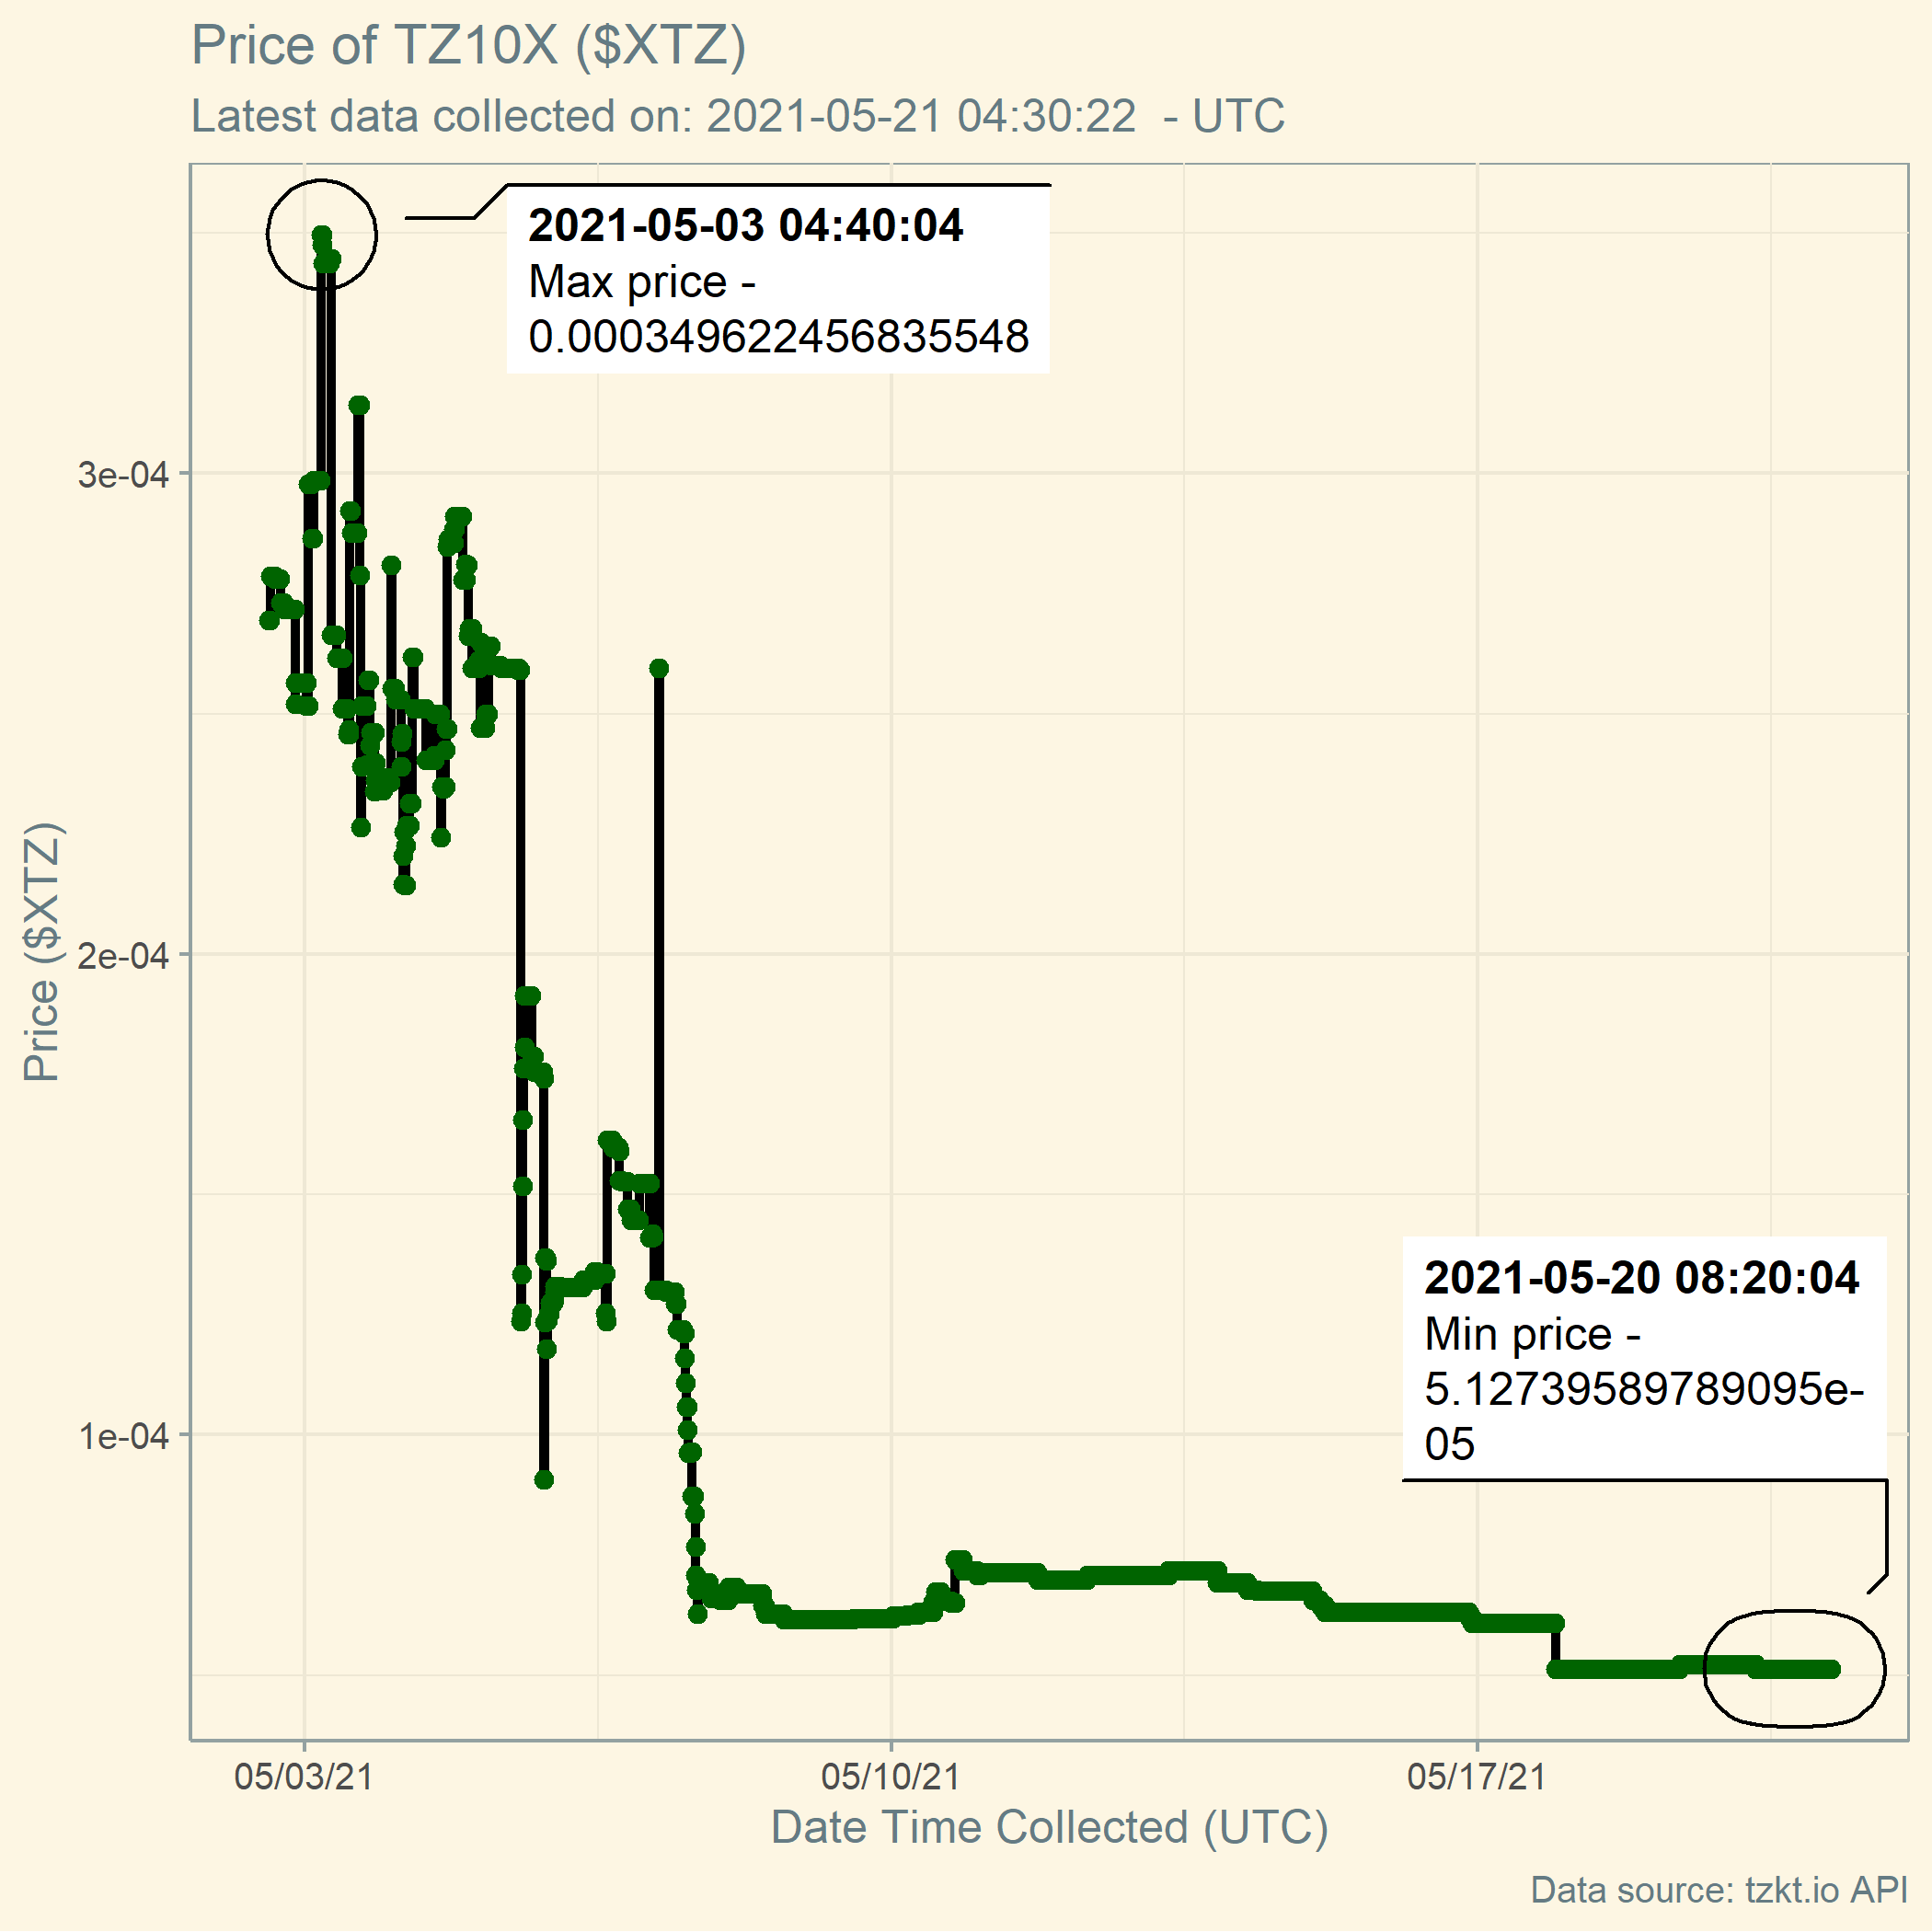 Price of TZ10X ($XTZ)
Latest data collected on: 2021-05-21 04:30:22  - UTC
2021-05-03 04:40:04
Max price -
0.000349622456835548
3e-04
2e-04
1e-04
Price ($XTZ)
2021-05-20 08:20:04
Min price -
5.12739589789095e-
05
05/03/21
05/10/21
05/17/21
Date Time Collected (UTC)
Data source: tzkt.io API